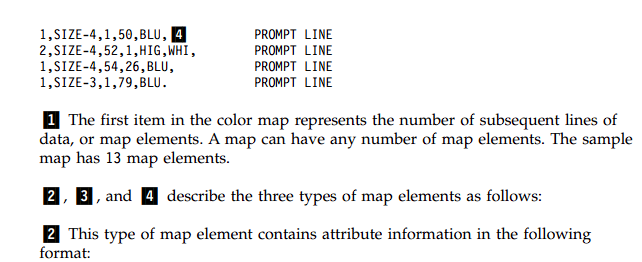 1,SIZE-4,1,50,BLU, 4 PROMPT LINE
2,SIZE-4,52,1,HIG,WHI, PROMPT LINE
1,SIZE-4,54,26,BLU, PROMPT LINE
1,SIZE-3,1,79,BLU. PROMPT LINE
1 The first item in the color map represents the number of subsequent lines of
data, or map elements. A map can have any number of map elements. The sample
map has 13 map elements.
2, 3, and 4 describe the three types of map elements as follows:
2 This type of map element contains attribute information in the following
format: